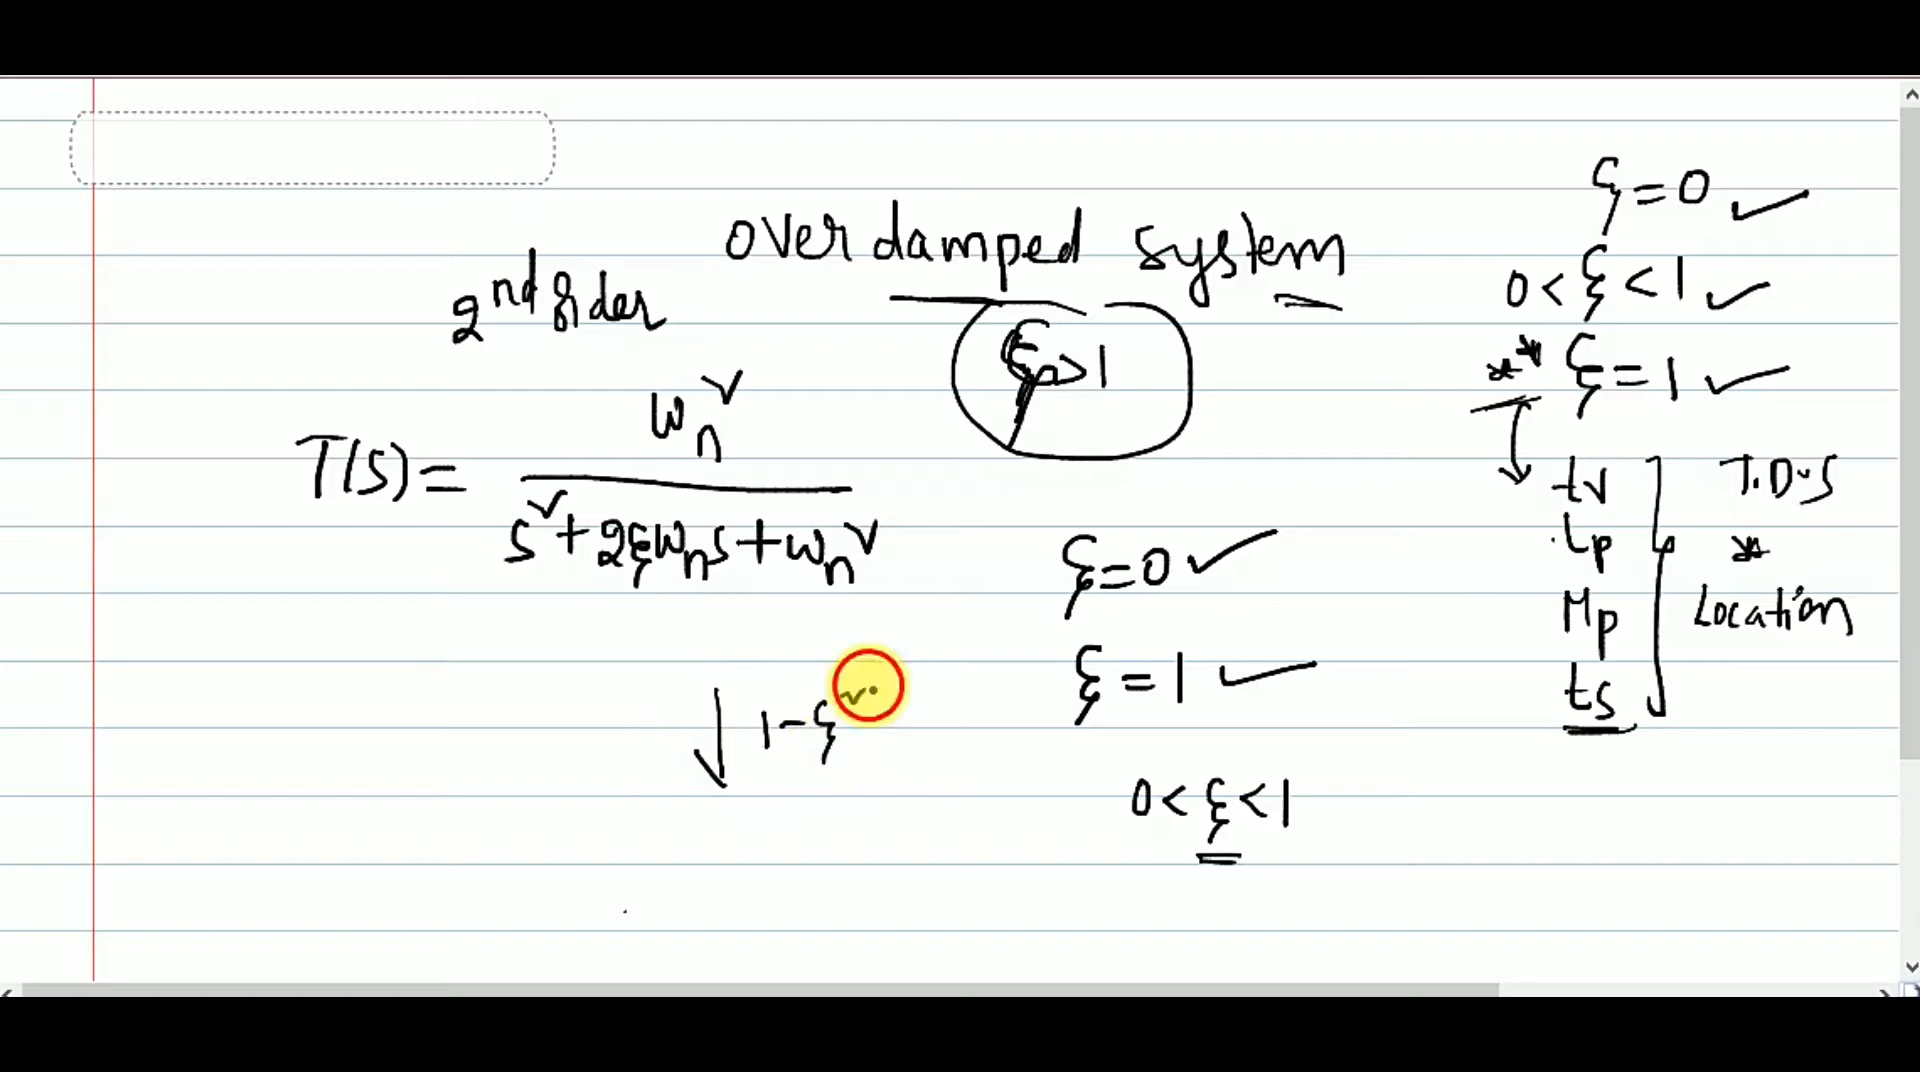 over damped system
2nd order
ξ>1
T(s) = ωn² / s² + 2ξωns + ωn²
ξ=0 ✓
ξ=1 ✓
0<ξ<1
√1-ξ²
ξ=0 ✓
0<ξ<1 ✓
** ξ=1 ✓
tr
tp
Mp
ts
T.D.S
*
Location